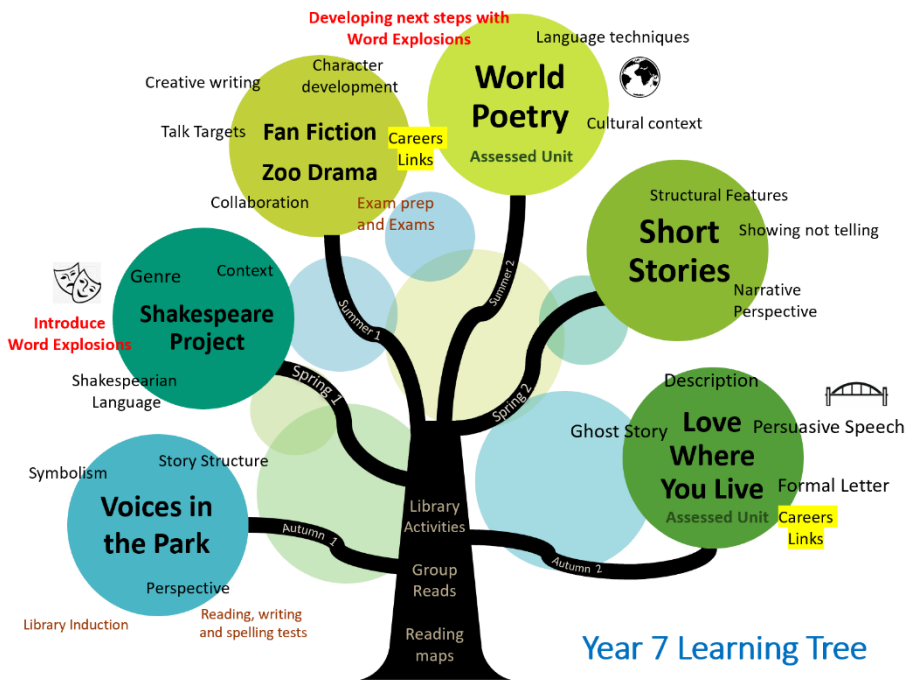 Developing next steps with
Word Explosions
Language techniques
World
Poetry
Cultural context
Assessed Unit
Character
development
Creative writing
Talk Targets
Fan Fiction
Zoo Drama
Careers
Links
Collaboration
Exam prep
and Exams
Structural Features
Short
Stories
Showing not telling
Narrative
Perspective
Genre
Context
Shakespeare
Project
Introduce
Word Explosions
Shakespearian
Language
Summer 1
Summer 2
Spring 1
Spring 2
Description
Ghost Story
Love
Where
You Live
Persuasive Speech
Formal Letter
Assessed Unit
Careers
Links
Symbolism
Story Structure
Voices in
the Park
Perspective
Library Induction
Reading, writing
and spelling tests
Autumn 1
Autumn 2
Library
Activities
Group
Reads
Reading
maps
Year 7 Learning Tree